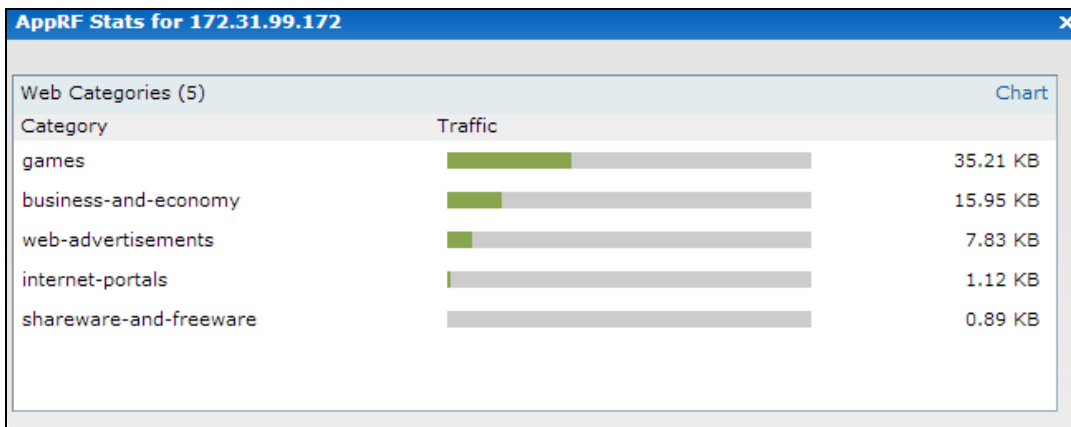 AppRF Stats for 172.31.99.172 x
Web Categories (5) Chart
Category Traffic
games 35.21 KB
business-and-economy 15.95 KB
web-advertisements 7.83 KB
internet-portals 1.12 KB
shareware-and-freeware 0.89 KB